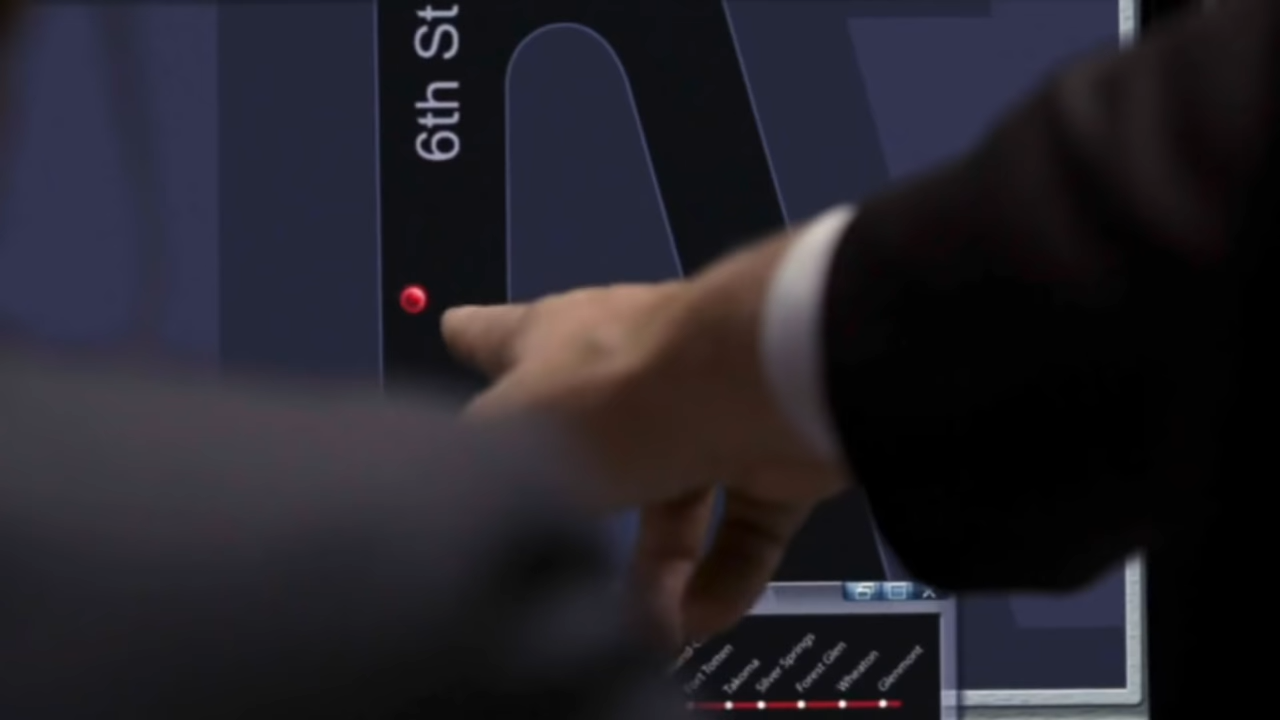 6th St
Fort Totten
Takoma
Silver Springs
Forest Glen
Wheaton
Glenmont